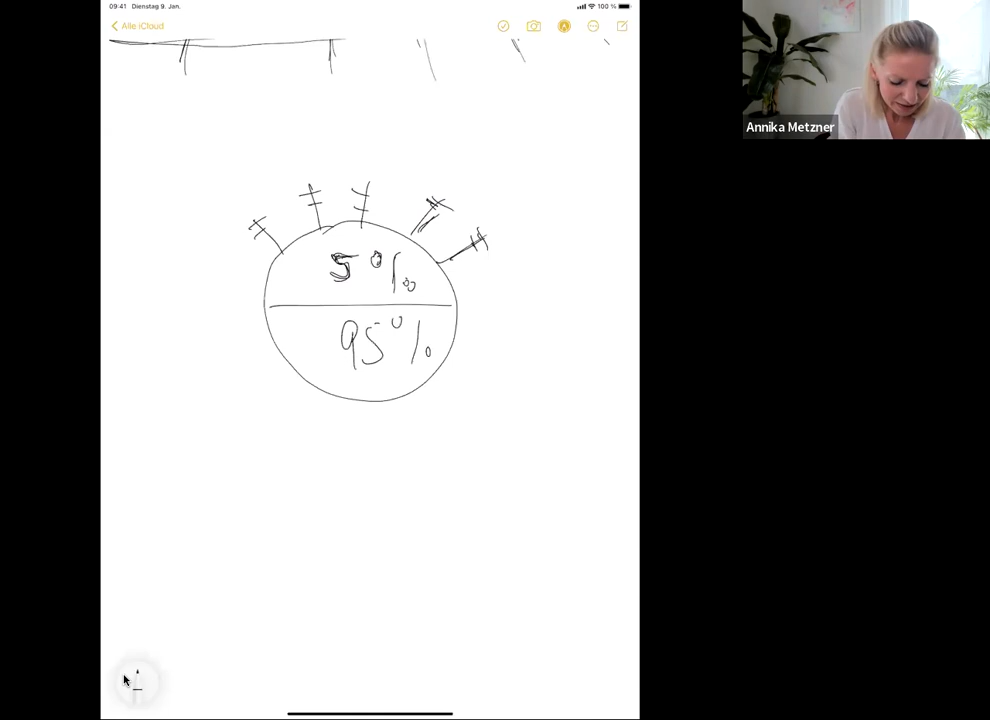 09:41 Dienstag 9. Jan.
100 %
Alle iCloud
Annika Metzner
5%
95%